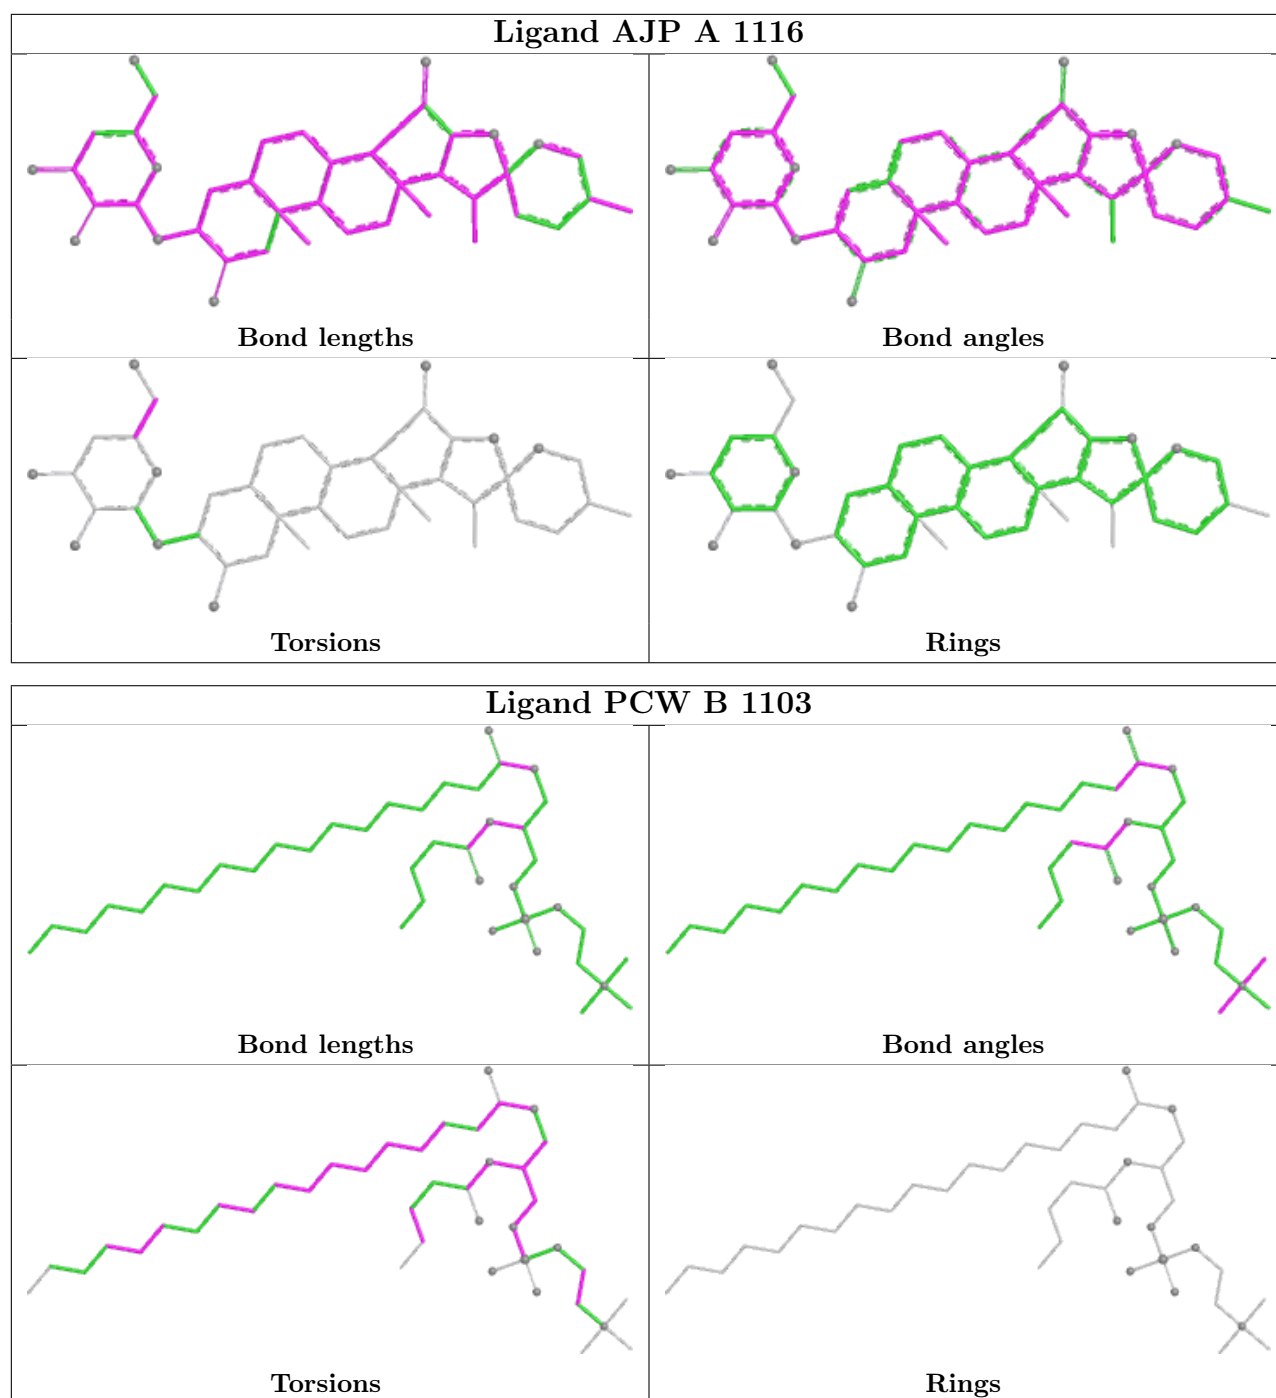 Ligand AJP A 1116
Bond lengths
Bond angles
Torsions
Rings
Ligand PCW B 1103
Bond lengths
Bond angles
Torsions
Rings